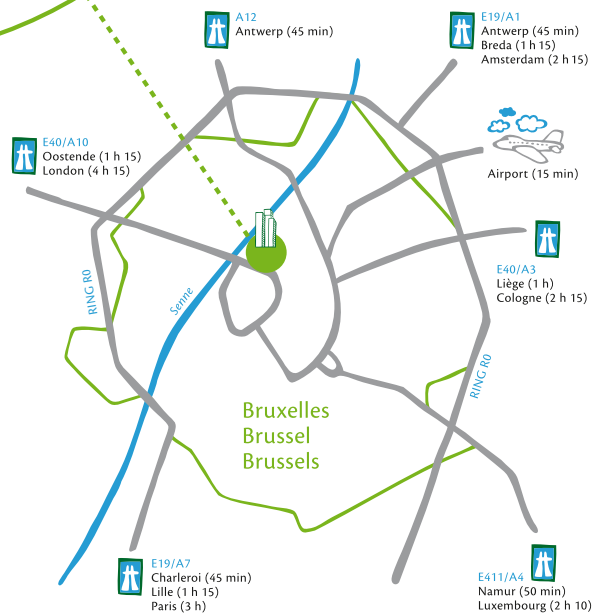 A12
Antwerp (45 min)
E19/A1
Antwerp (45 min)
Breda (1 h 15)
Amsterdam (2 h 15)
E40/A10
Oostende (1 h 15)
London (4 h 15)
Airport (15 min)
E40/A3
Liège (1 h)
Cologne (2 h 15)
RING R0
Senne
RING R0
Bruxelles
Brussel
Brussels
E19/A7
Charleroi (45 min)
Lille (1 h 15)
Paris (3 h)
E411/A4
Namur (50 min)
Luxembourg (2 h 10)